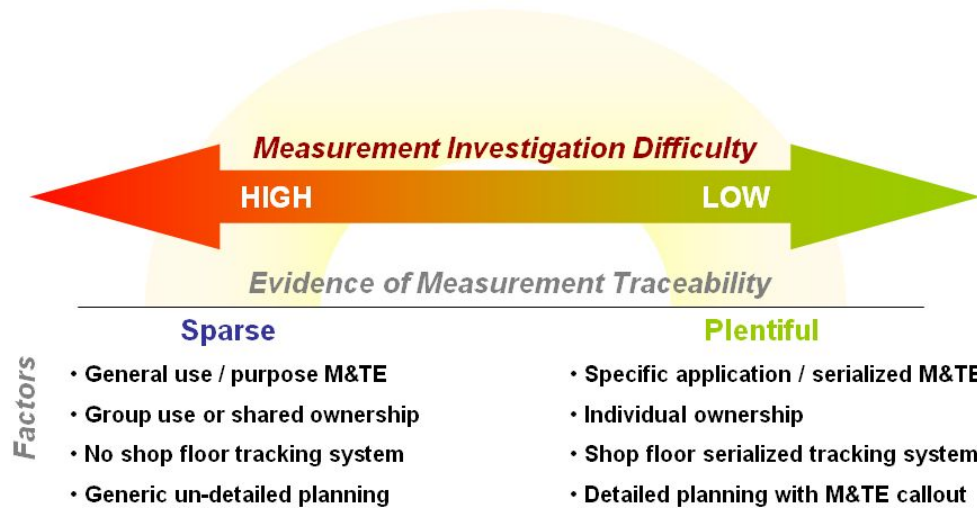 Measurement Investigation Difficulty
HIGH LOW
Evidence of Measurement Traceability
Sparse Plentiful
Factors
• General use / purpose M&TE
• Group use or shared ownership
• No shop floor tracking system
• Generic un-detailed planning
• Specific application / serialized M&TE
• Individual ownership
• Shop floor serialized tracking system
• Detailed planning with M&TE callout